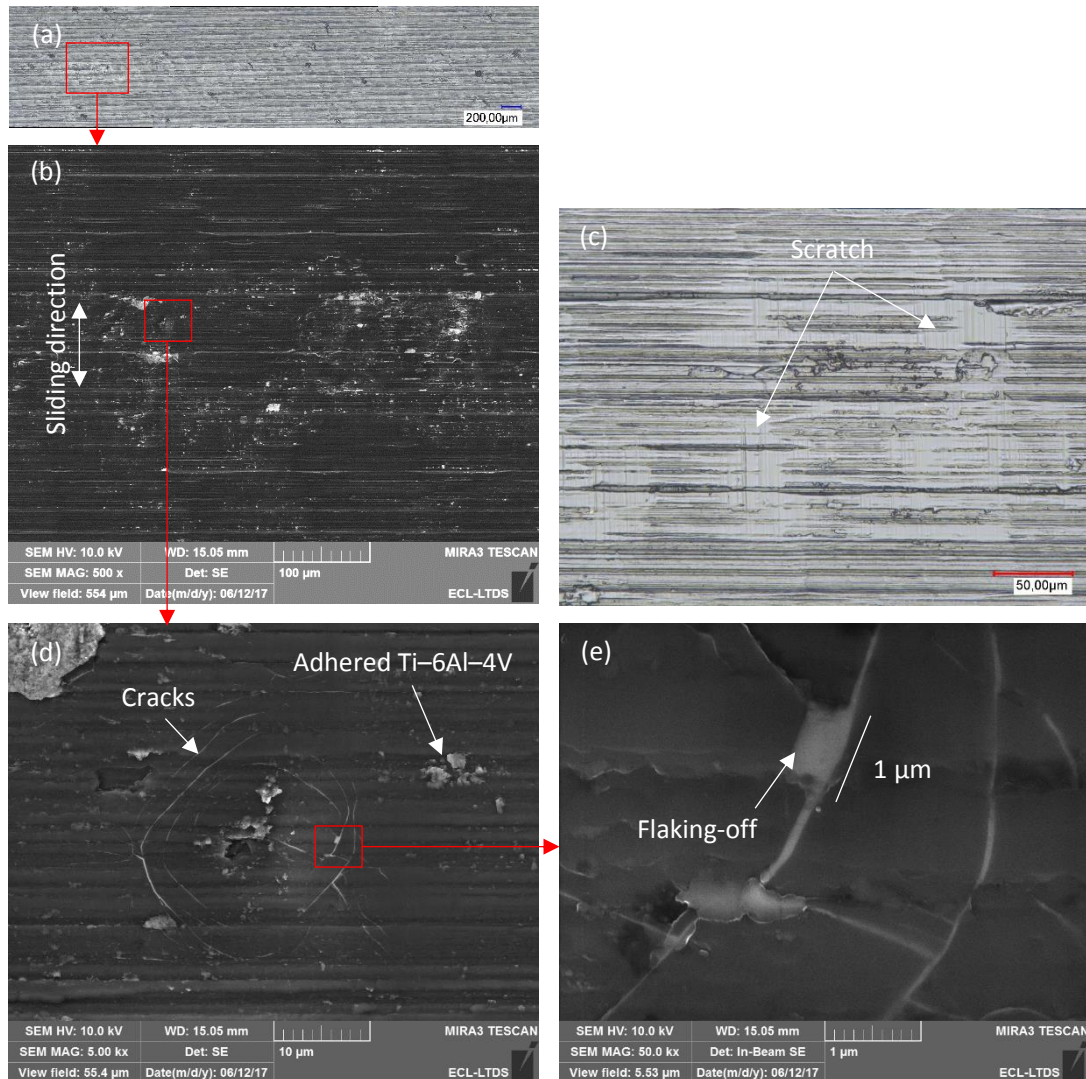 (a)
200,00µm
(b)
Sliding direction
SEM HV: 10.0 kV WD: 15.05 mm MIRA3 TESCAN
SEM MAG: 500 x Det: SE 100 µm
View field: 554 µm Date(m/d/y): 06/12/17 ECL-LTDS
(c)
Scratch
50,00µm
(d)
Adhered Ti–6Al–4V
Cracks
SEM HV: 10.0 kV WD: 15.05 mm MIRA3 TESCAN
SEM MAG: 5.00 kx Det: SE 10 µm
View field: 55.4 µm Date(m/d/y): 06/12/17 ECL-LTDS
(e)
1 µm
Flaking-off
SEM HV: 10.0 kV WD: 15.05 mm MIRA3 TESCAN
SEM MAG: 50.0 kx Det: In-Beam SE 1 µm
View field: 5.53 µm Date(m/d/y): 06/12/17 ECL-LTDS